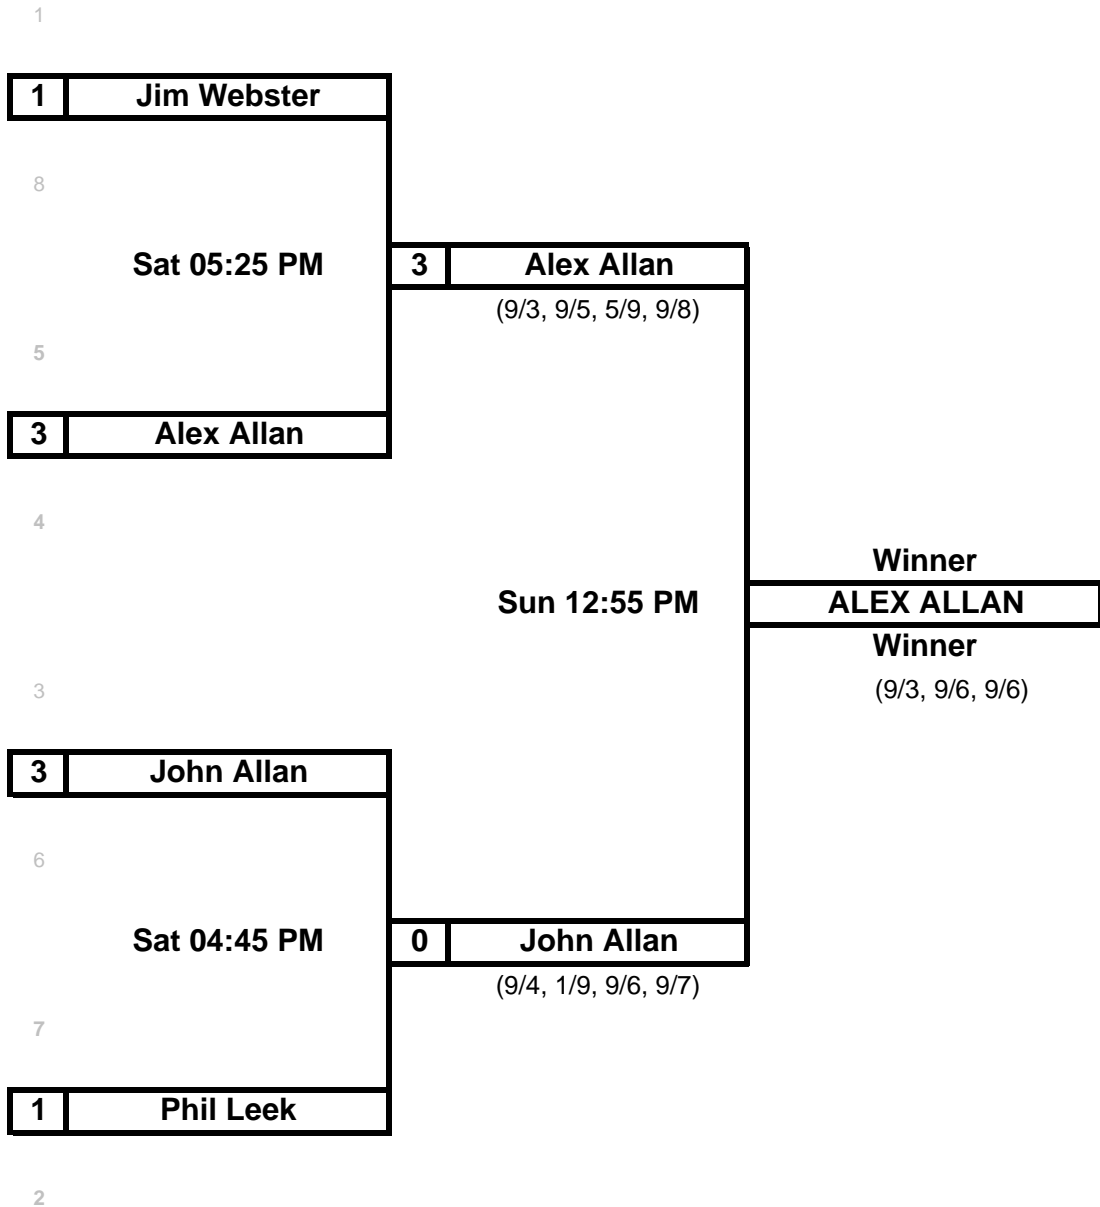 1
1 Jim Webster
8
Sat 05:25 PM 3 Alex Allan
(9/3, 9/5, 5/9, 9/8)
5
3 Alex Allan
4
Winner
Sun 12:55 PM ALEX ALLAN
Winner
3 (9/3, 9/6, 9/6)
3 John Allan
6
Sat 04:45 PM 0 John Allan
(9/4, 1/9, 9/6, 9/7)
7
1 Phil Leek
2